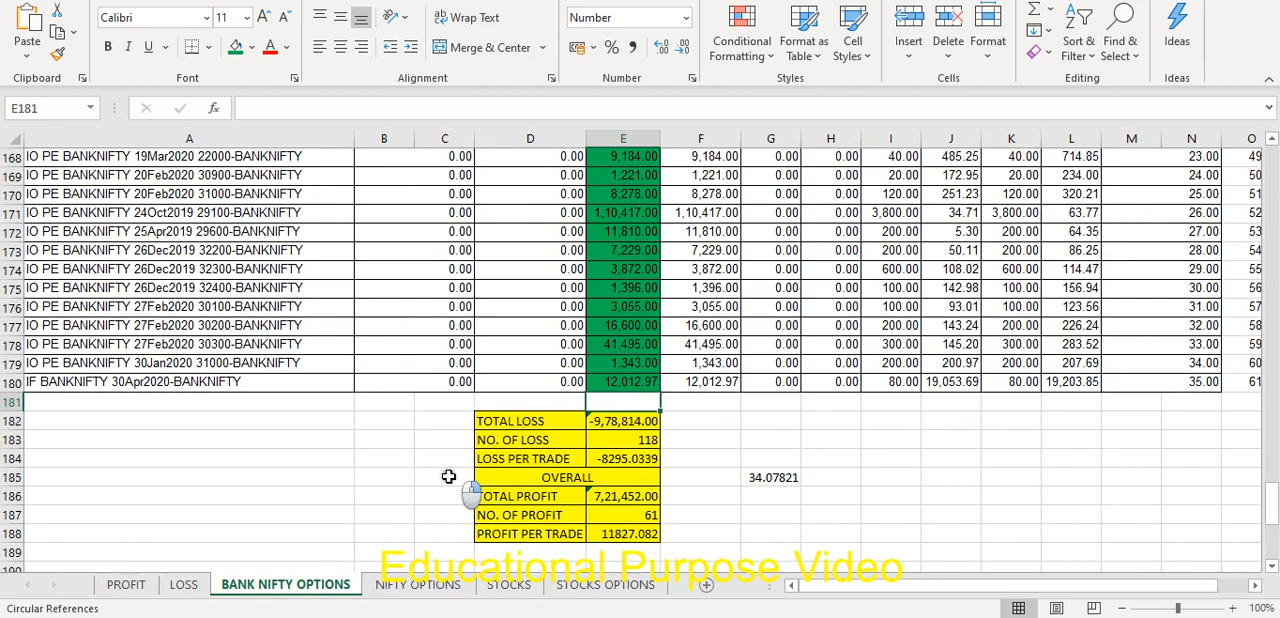 Calibri 11 Wrap Text Number
Paste Merge & Center Conditional Formatting Format as Table Cell Styles Insert Delete Format Sort & Filter Find & Select Ideas
Clipboard Font Alignment Number Styles Cells Editing Ideas
E181 fx
A B C D E F G H I J K L M N O
168 IO PE BANKNIFTY 19Mar2020 22000-BANKNIFTY 0.00 0.00 9,184.00 9,184.00 0.00 0.00 40.00 485.25 40.00 714.85 23.00 49
169 IO PE BANKNIFTY 20Feb2020 30900-BANKNIFTY 0.00 0.00 1,221.00 1,221.00 0.00 0.00 20.00 172.95 20.00 234.00 24.00 50
170 IO PE BANKNIFTY 20Feb2020 31000-BANKNIFTY 0.00 0.00 8,278.00 8,278.00 0.00 0.00 120.00 251.23 120.00 320.21 25.00 51
171 IO PE BANKNIFTY 24Oct2019 29100-BANKNIFTY 0.00 0.00 1,10,417.00 1,10,417.00 0.00 0.00 3,800.00 34.71 3,800.00 63.77 26.00 52
172 IO PE BANKNIFTY 25Apr2019 29600-BANKNIFTY 0.00 0.00 11,810.00 11,810.00 0.00 0.00 200.00 5.30 200.00 64.35 27.00 53
173 IO PE BANKNIFTY 26Dec2019 32200-BANKNIFTY 0.00 0.00 7,229.00 7,229.00 0.00 0.00 200.00 50.11 200.00 86.25 28.00 54
174 IO PE BANKNIFTY 26Dec2019 32300-BANKNIFTY 0.00 0.00 3,872.00 3,872.00 0.00 0.00 600.00 108.02 600.00 114.47 29.00 55
175 IO PE BANKNIFTY 26Dec2019 32400-BANKNIFTY 0.00 0.00 1,396.00 1,396.00 0.00 0.00 100.00 142.98 100.00 156.94 30.00 56
176 IO PE BANKNIFTY 27Feb2020 30100-BANKNIFTY 0.00 0.00 3,055.00 3,055.00 0.00 0.00 100.00 93.01 100.00 123.56 31.00 57
177 IO PE BANKNIFTY 27Feb2020 30200-BANKNIFTY 0.00 0.00 16,600.00 16,600.00 0.00 0.00 200.00 143.24 200.00 226.24 32.00 58
178 IO PE BANKNIFTY 27Feb2020 30300-BANKNIFTY 0.00 0.00 41,495.00 41,495.00 0.00 0.00 300.00 145.20 300.00 283.52 33.00 59
179 IO PE BANKNIFTY 30Jan2020 31000-BANKNIFTY 0.00 0.00 1,343.00 1,343.00 0.00 0.00 200.00 200.97 200.00 207.69 34.00 60
180 IF BANKNIFTY 30Apr2020-BANKNIFTY 0.00 0.00 12,012.97 12,012.97 0.00 0.00 80.00 19,053.69 80.00 19,203.85 35.00 61
181
182 TOTAL LOSS -9,78,814.00
183 NO. OF LOSS 118
184 LOSS PER TRADE -8295.0339
185 OVERALL 34.07821
186 TOTAL PROFIT 7,21,452.00
187 NO. OF PROFIT 61
188 PROFIT PER TRADE 11827.082
189
190
Educational Purpose Video
PROFIT LOSS BANK NIFTY OPTIONS NIFTY OPTIONS STOCKS STOCKS OPTIONS
Circular References 100%